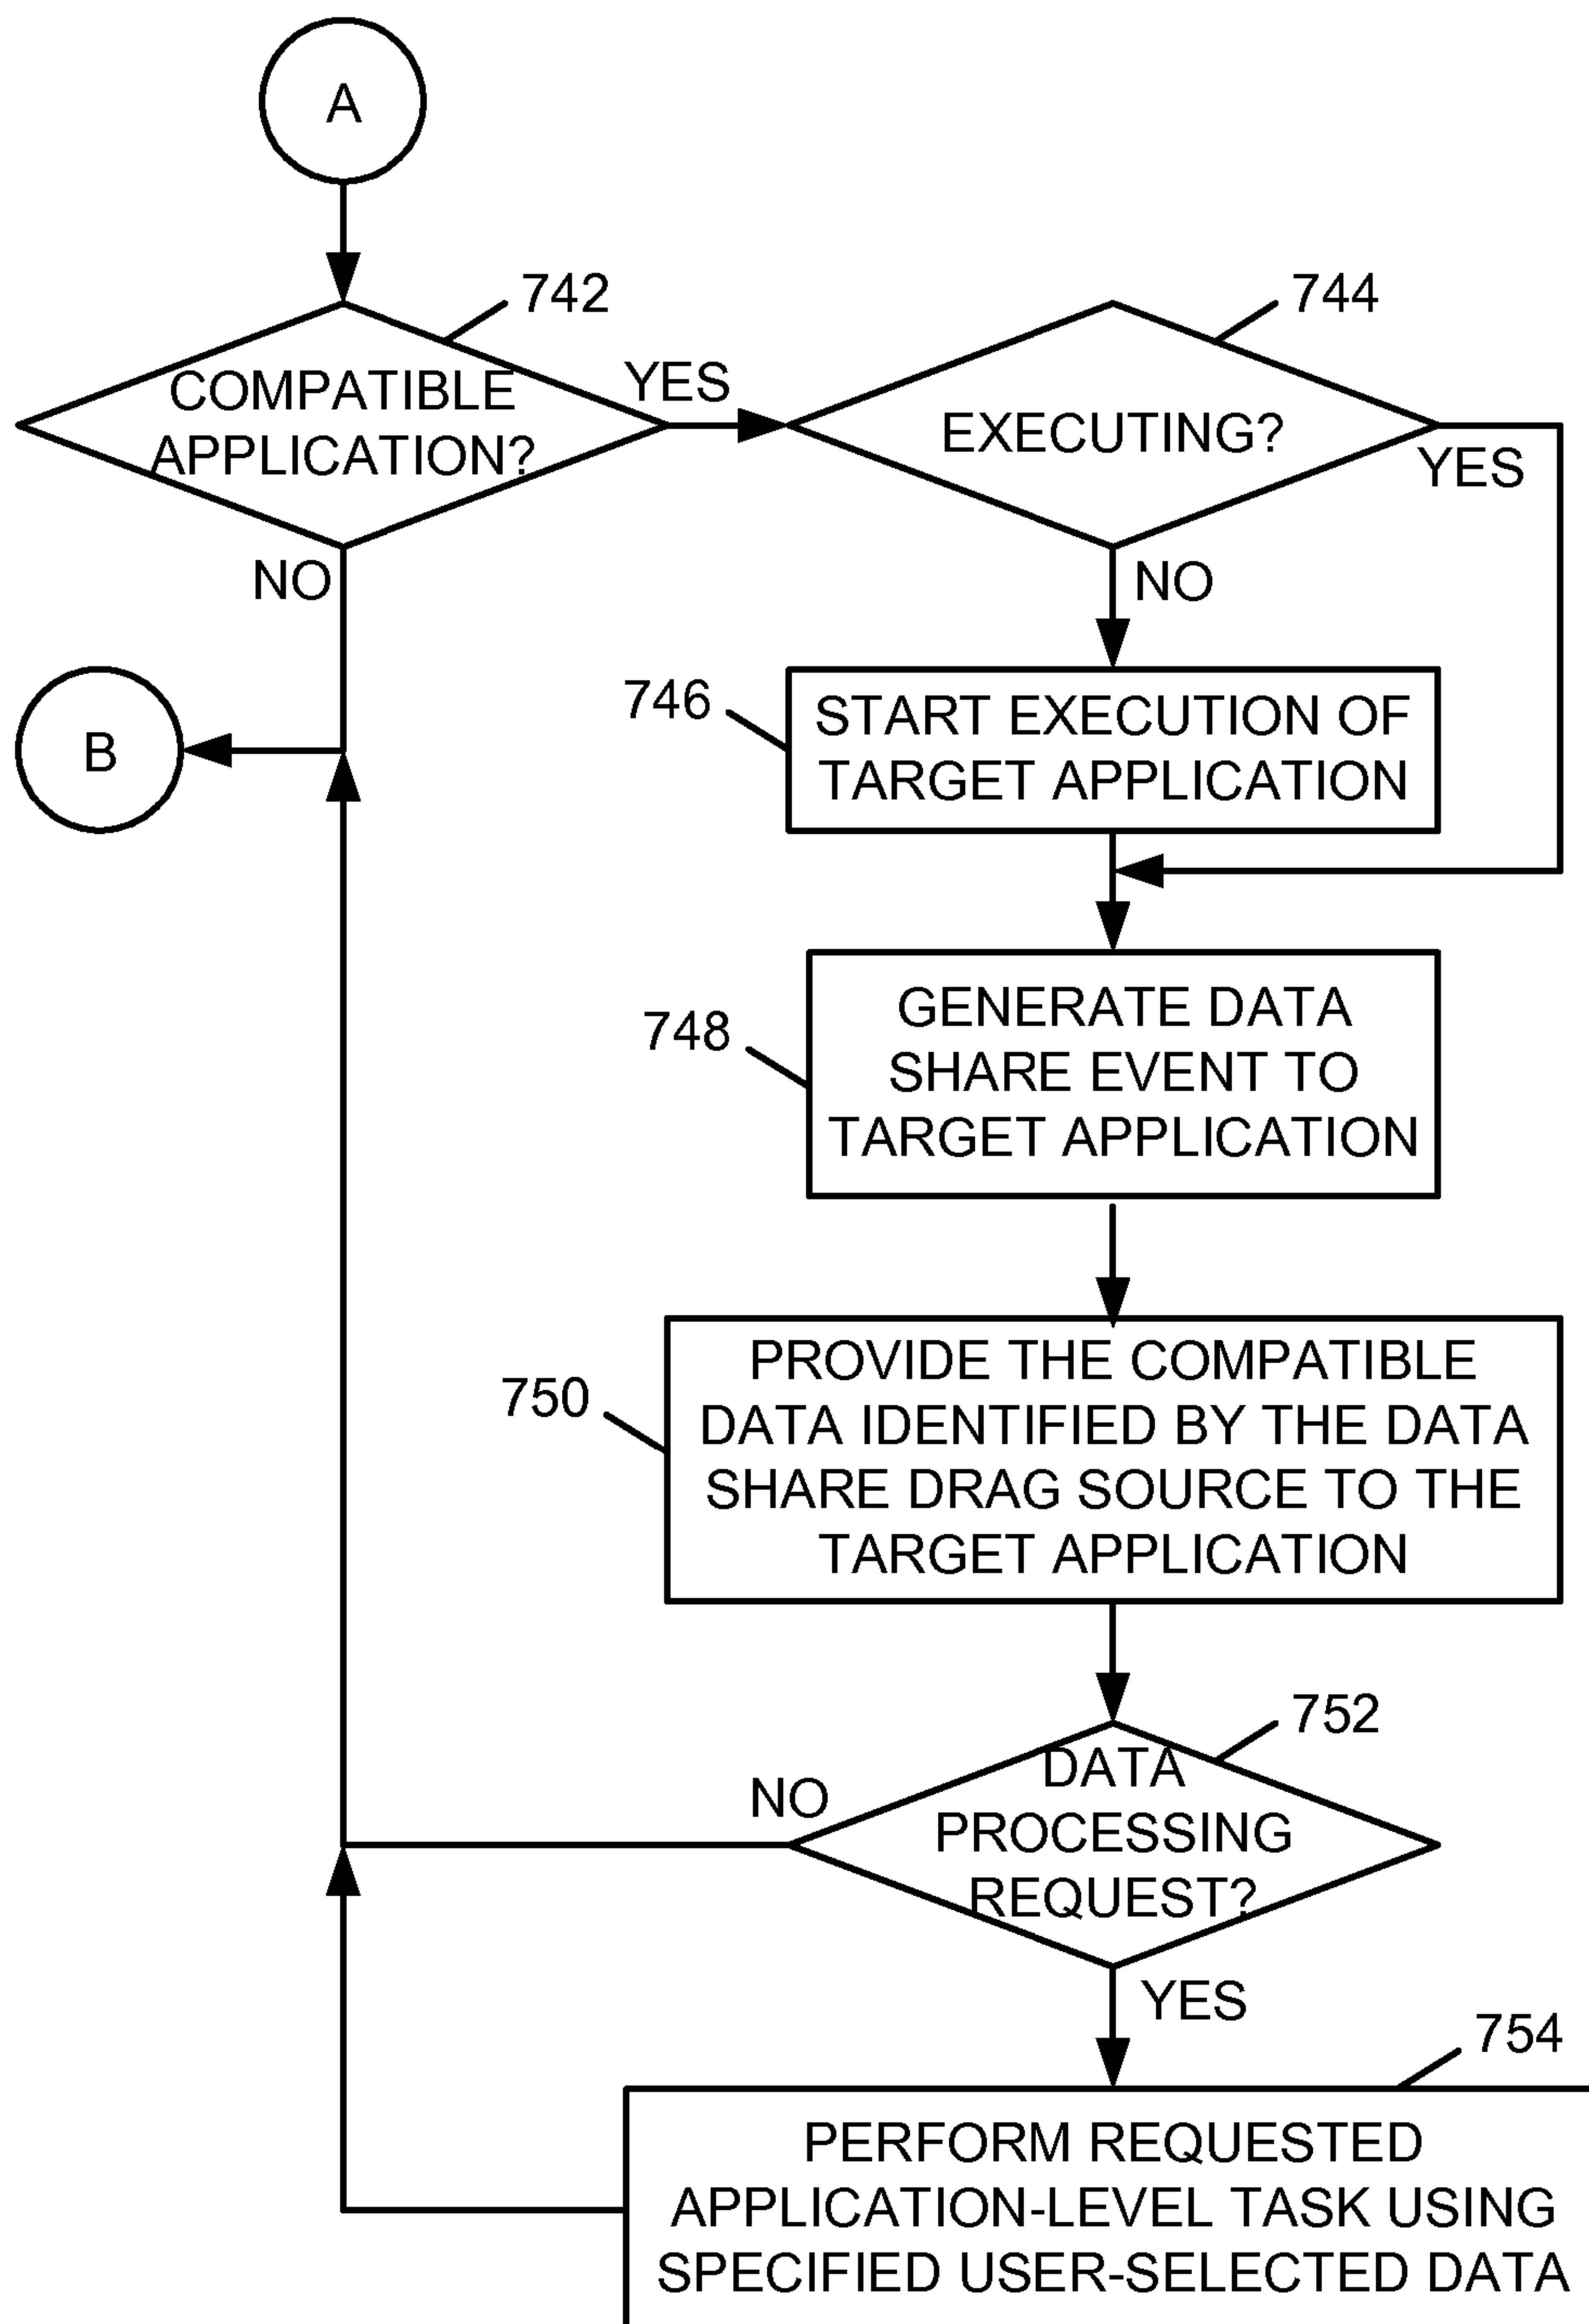 A
742
744
COMPATIBLE
APPLICATION?
YES
EXECUTING?
YES
NO
NO
B
746
START EXECUTION OF
TARGET APPLICATION
748
GENERATE DATA
SHARE EVENT TO
TARGET APPLICATION
750
PROVIDE THE COMPATIBLE
DATA IDENTIFIED BY THE DATA
SHARE DRAG SOURCE TO THE
TARGET APPLICATION
752
NO
DATA
PROCESSING
REQUEST?
YES
754
PERFORM REQUESTED
APPLICATION-LEVEL TASK USING
SPECIFIED USER-SELECTED DATA